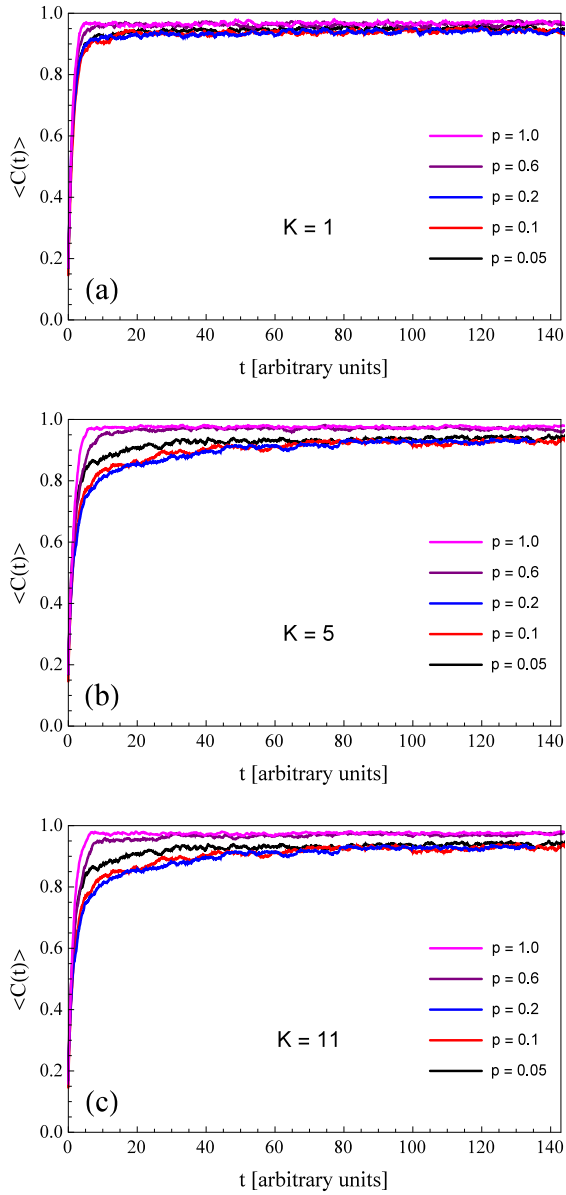 1.0
0.8
0.6
0.4
0.2
0.0
<C(t)>
p = 1.0
p = 0.6
p = 0.2
p = 0.1
p = 0.05
K = 1
(a)
0 20 40 60 80 100 120 140
t [arbitrary units]
1.0
0.8
0.6
0.4
0.2
0.0
<C(t)>
p = 1.0
p = 0.6
p = 0.2
p = 0.1
p = 0.05
K = 5
(b)
0 20 40 60 80 100 120 140
t [arbitrary units]
1.0
0.8
0.6
0.4
0.2
0.0
<C(t)>
p = 1.0
p = 0.6
p = 0.2
p = 0.1
p = 0.05
K = 11
(c)
0 20 40 60 80 100 120 140
t [arbitrary units]